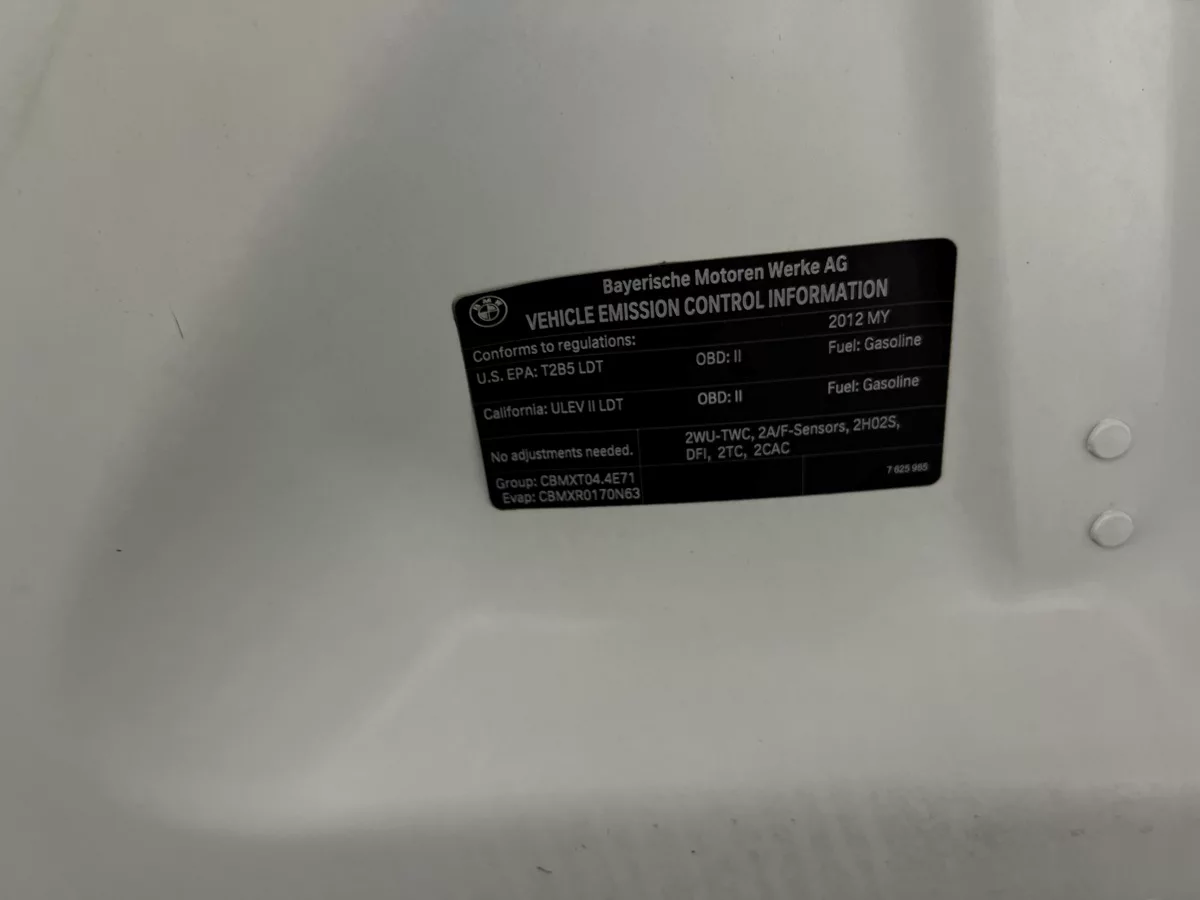 BMW
Bayerische Motoren Werke AG
VEHICLE EMISSION CONTROL INFORMATION
Conforms to regulations: 2012 MY
U.S. EPA: T2B5 LDT OBD: II Fuel: Gasoline
California: ULEV II LDT OBD: II Fuel: Gasoline
No adjustments needed. 2WU-TWC, 2A/F-Sensors, 2H02S,
DFI, 2TC, 2CAC
Group: CBMXT04.4E71
Evap: CBMXR0170N63
7 625 985